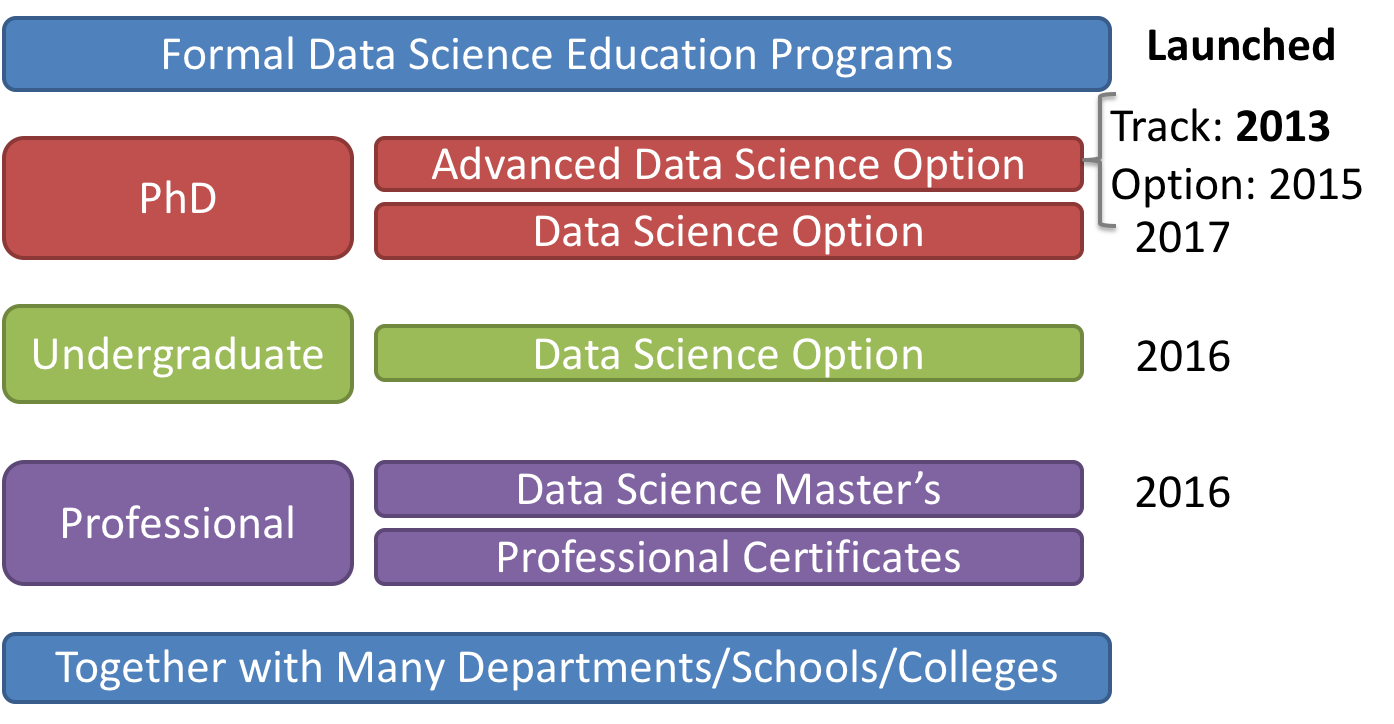 Formal Data Science Education Programs
Launched
PhD
Advanced Data Science Option
Track: 2013
Option: 2015
Data Science Option
2017
Undergraduate
Data Science Option
2016
Professional
Data Science Master’s
2016
Professional Certificates
Together with Many Departments/Schools/Colleges